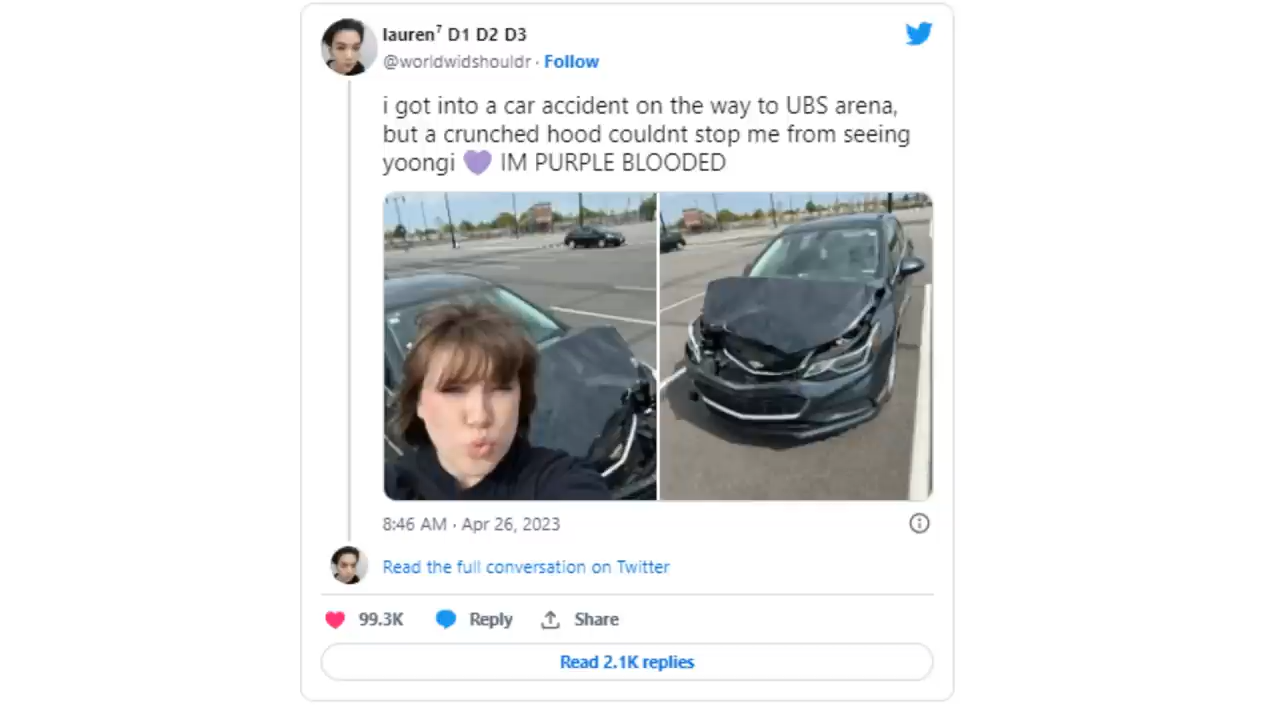 lauren⁷ D1 D2 D3
@worldwidshouldr · Follow
i got into a car accident on the way to UBS arena,
but a crunched hood couldnt stop me from seeing
yoongi 💜 IM PURPLE BLOODED
8:46 AM · Apr 26, 2023
Read the full conversation on Twitter
99.3K Reply Share
Read 2.1K replies